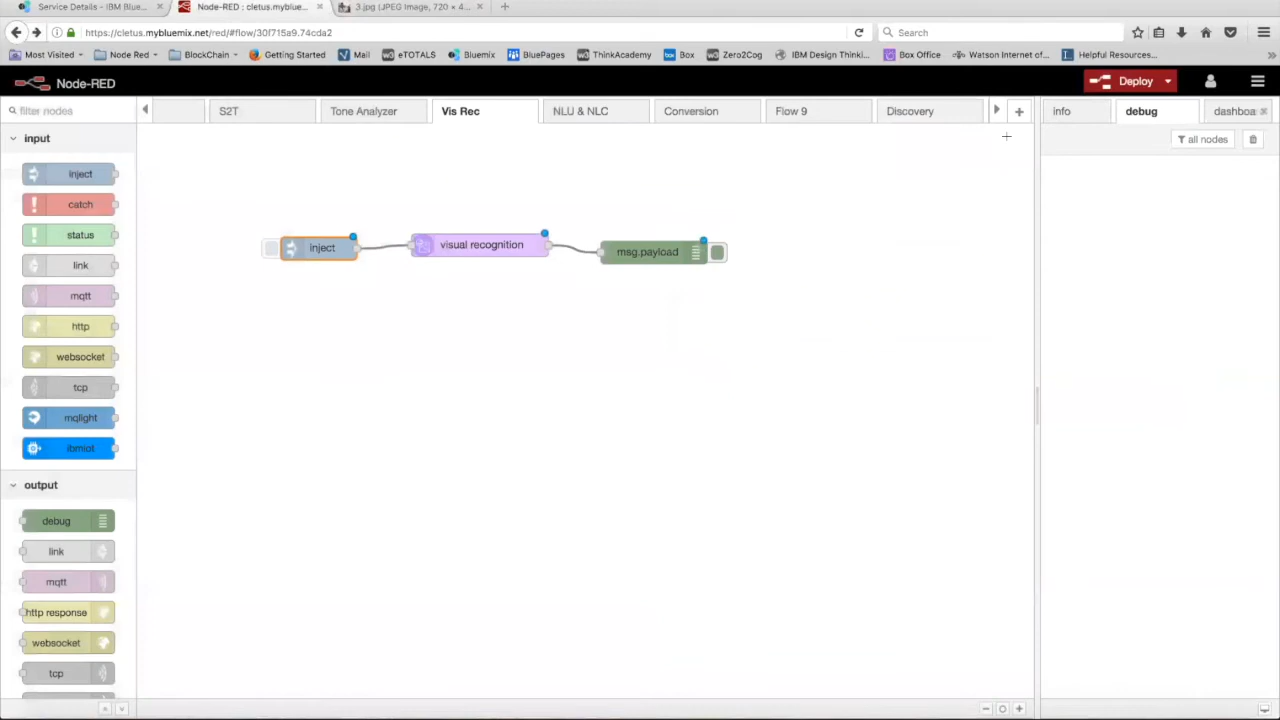 Service Details - IBM Blue...
Node-RED : cletus.myblue...
3.jpg (JPEG Image, 720 × 4...
https://cletus.mybluemix.net/red/#flow/30f715a9.74cda2
Search
Most Visited
Node Red
BlockChain
Getting Started
Mail
eTOTALS
Bluemix
BluePages
ThinkAcademy
Box
Zero2Cog
IBM Design Thinki...
Box Office
Watson Internet of...
Helpful Resources...
Node-RED
Deploy
filter nodes
S2T
Tone Analyzer
Vis Rec
NLU & NLC
Conversion
Flow 9
Discovery
info
debug
dashboa
input
all nodes
inject
catch
status
link
mqtt
http
websocket
tcp
mqlight
ibmiot
inject
visual recognition
msg.payload
output
debug
link
mqtt
http response
websocket
tcp